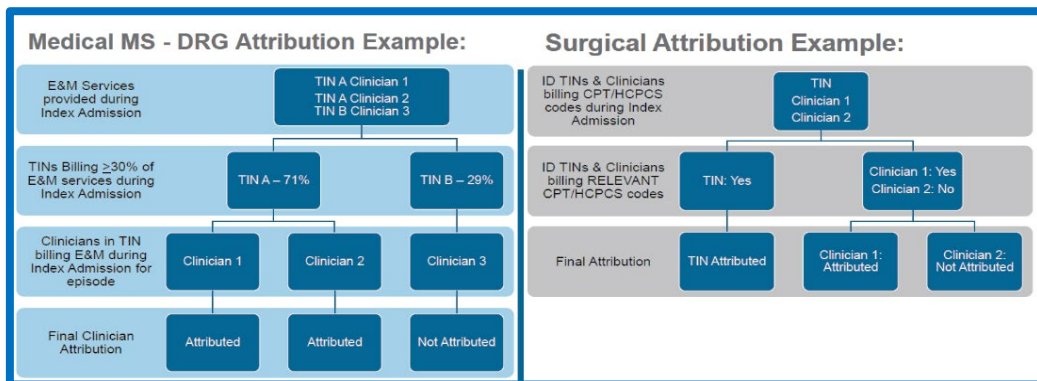 Medical MS - DRG Attribution Example:
E&M Services
provided during
Index Admission
TIN A Clinician 1
TIN A Clinician 2
TIN B Clinician 3
TINs Billing ≥30% of
E&M services during
Index Admission
TIN A – 71%
TIN B – 29%
Clinicians in TIN
billing E&M during
Index Admission for
episode
Clinician 1
Clinician 2
Clinician 3
Final Clinician
Attribution
Attributed
Attributed
Not Attributed
Surgical Attribution Example:
ID TINs & Clinicians
billing CPT/HCPCS
codes during Index
Admission
TIN
Clinician 1
Clinician 2
ID TINs & Clinicians
billing RELEVANT
CPT/HCPCS codes
TIN: Yes
Clinician 1: Yes
Clinician 2: No
Final Attribution
TIN Attributed
Clinician 1:
Attributed
Clinician 2:
Not Attributed